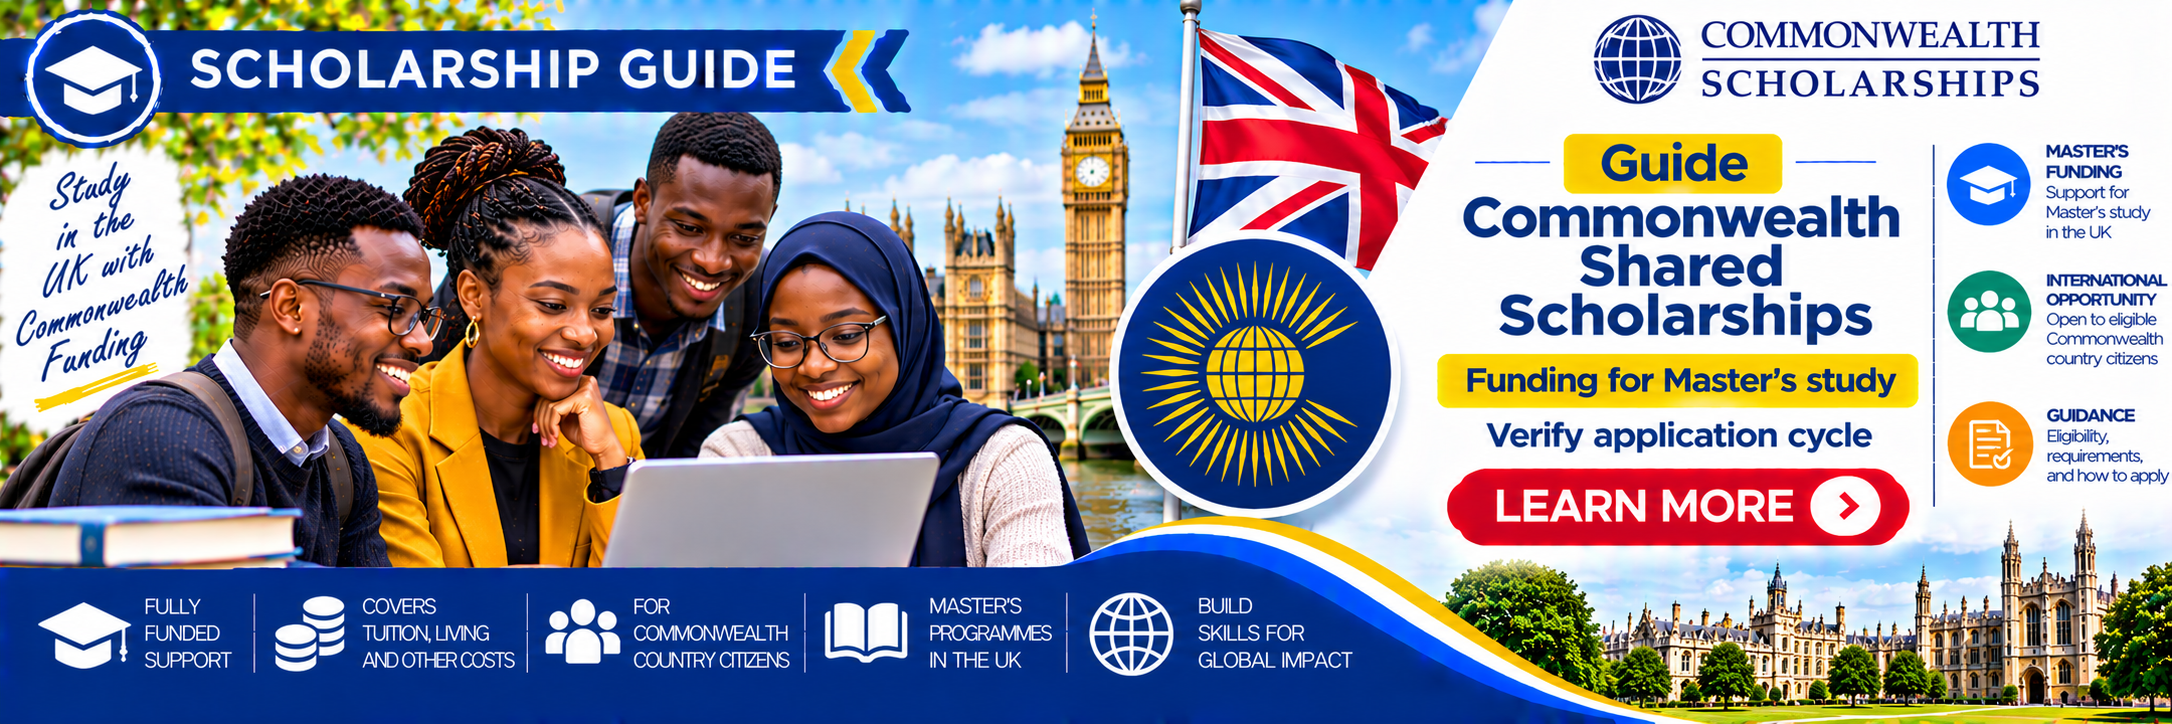 SCHOLARSHIP GUIDE
Study
in the
UK with
Commonwealth
Funding
COMMONWEALTH
SCHOLARSHIPS
Guide
Commonwealth
Shared
Scholarships
Funding for Master's study
Verify application cycle
LEARN MORE
MASTER'S
FUNDING
Support for
Master's study
in the UK
INTERNATIONAL
OPPORTUNITY
Open to eligible
Commonwealth
country citizens
GUIDANCE
Eligibility,
requirements,
and how to apply
FULLY
FUNDED
SUPPORT
COVERS
TUITION, LIVING
AND OTHER COSTS
FOR
COMMONWEALTH
COUNTRY CITIZENS
MASTER'S
PROGRAMMES
IN THE UK
BUILD
SKILLS FOR
GLOBAL IMPACT